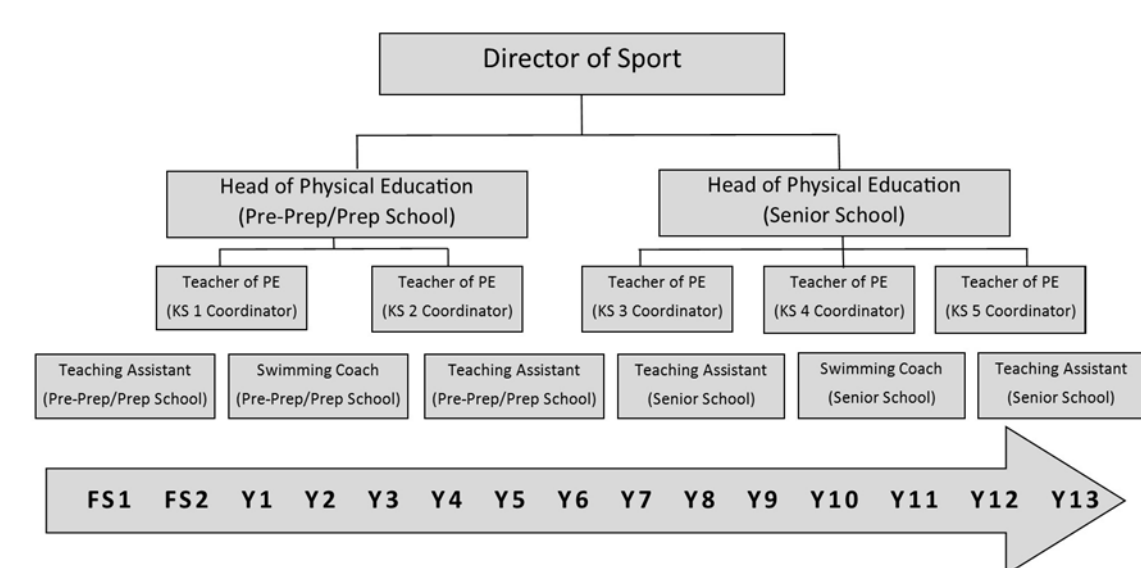 Director of Sport
Head of Physical Education
(Pre-Prep/Prep School)
Head of Physical Education
(Senior School)
Teacher of PE
(KS 1 Coordinator)
Teacher of PE
(KS 2 Coordinator)
Teacher of PE
(KS 3 Coordinator)
Teacher of PE
(KS 4 Coordinator)
Teacher of PE
(KS 5 Coordinator)
Teaching Assistant
(Pre-Prep/Prep School)
Swimming Coach
(Pre-Prep/Prep School)
Teaching Assistant
(Pre-Prep/Prep School)
Teaching Assistant
(Senior School)
Swimming Coach
(Senior School)
Teaching Assistant
(Senior School)
FS1 FS2 Y1 Y2 Y3 Y4 Y5 Y6 Y7 Y8 Y9 Y10 Y11 Y12 Y13